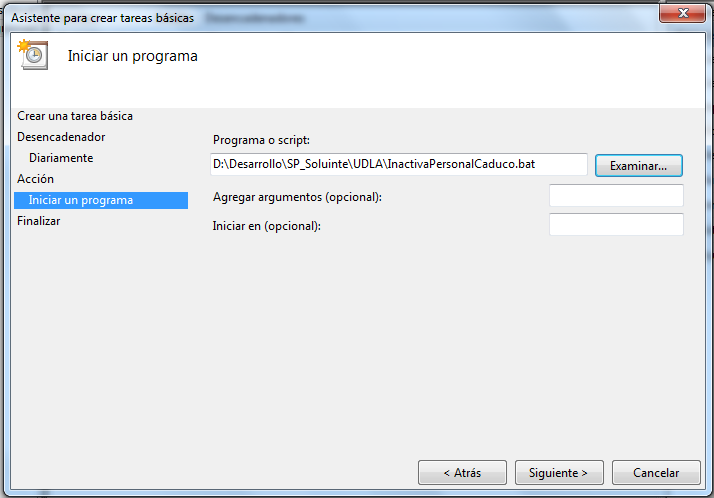 Asistente para crear tareas básicas
Desencadenadores
Iniciar un programa
Crear una tarea básica
Desencadenador
Diariamente
Acción
Iniciar un programa
Finalizar
Programa o script:
D:\Desarrollo\SP_Soluinte\UDLA\InactivaPersonalCaduco.bat
Examinar...
Agregar argumentos (opcional):
Iniciar en (opcional):
< Atrás
Siguiente >
Cancelar